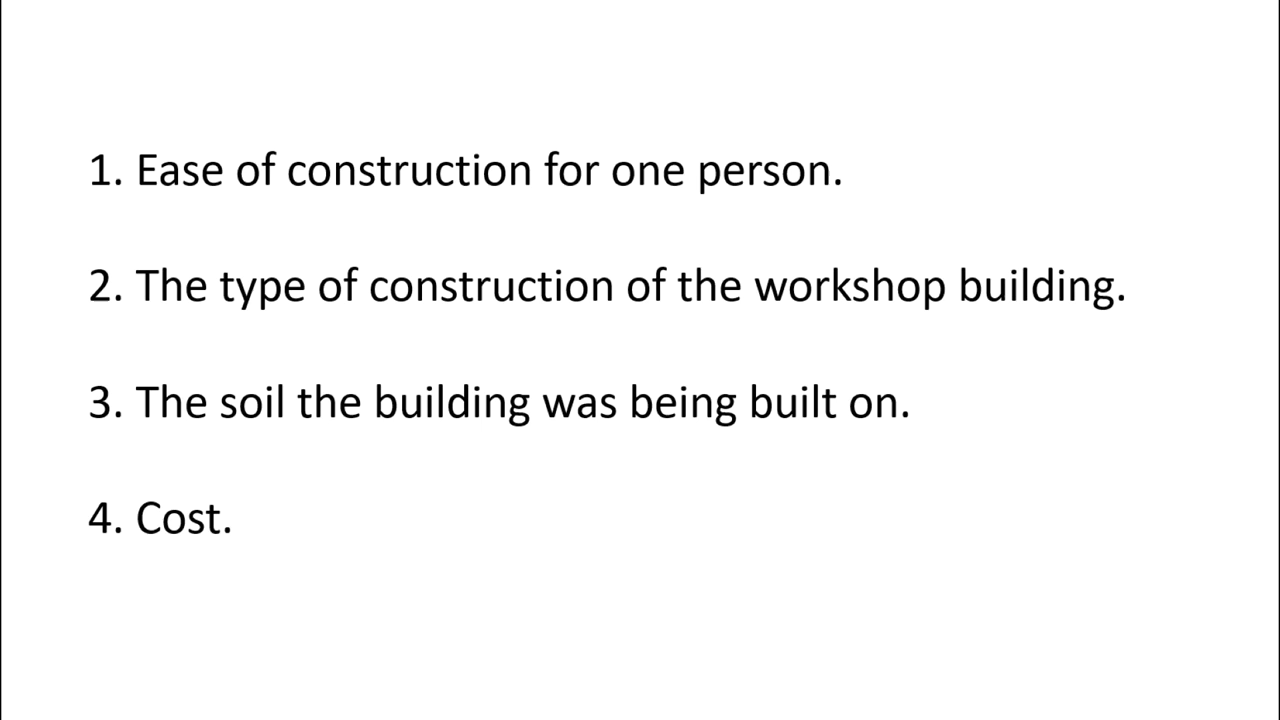 1. Ease of construction for one person.
2. The type of construction of the workshop building.
3. The soil the building was being built on.
4. Cost.